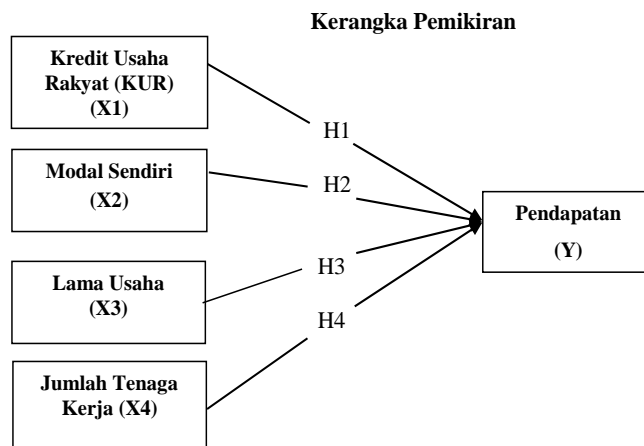 Kerangka Pemikiran
Kredit Usaha
Rakyat (KUR)
(X1)
H1
Modal Sendiri
(X2)
H2
Pendapatan
(Y)
Lama Usaha
(X3)
H3
H4
Jumlah Tenaga
Kerja (X4)